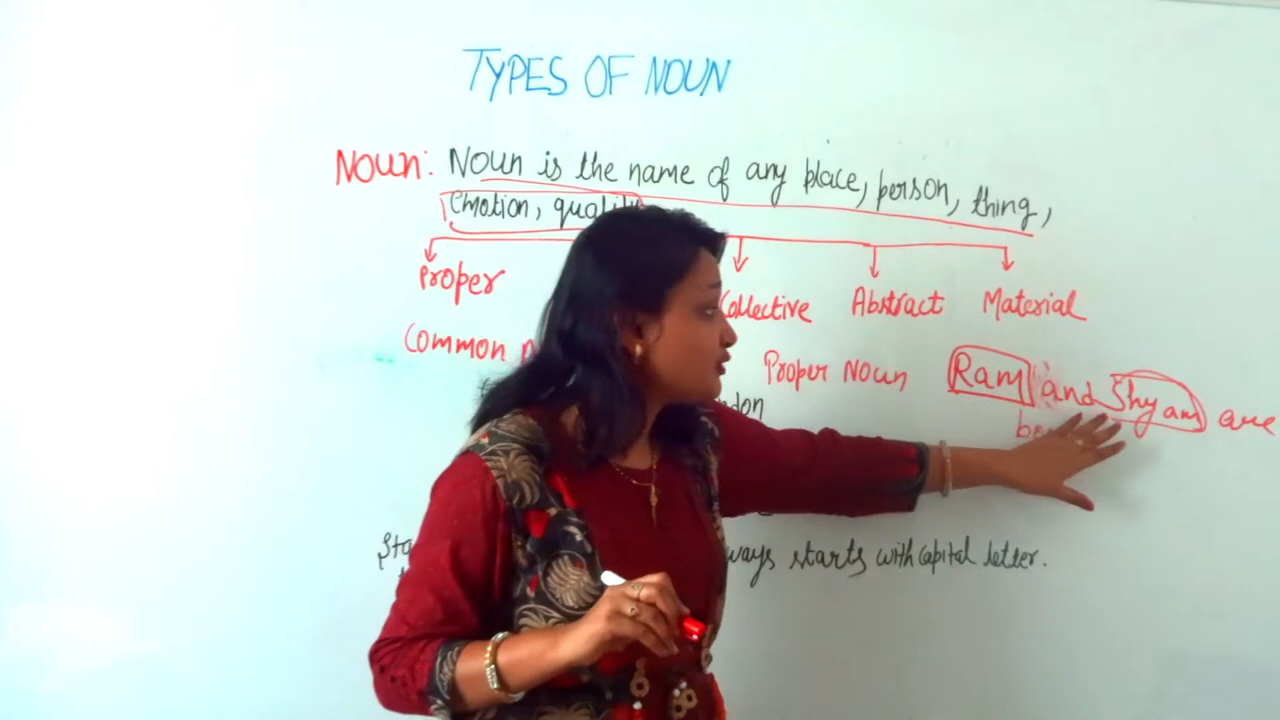 TYPES OF NOUN
NOUN: NOUN is the name of any place, person, thing,
Emotion, quality
Proper Collective Abstract Material
Common Proper NOUN Ram and Shyam are
ways starts with capital letter.